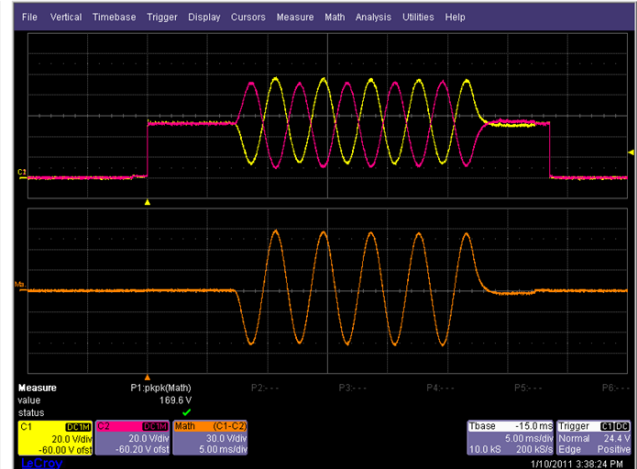 File Vertical Timebase Trigger Display Cursors Measure Math Analysis Utilities Help
C1
Ma
Measure P1:pkpk(Math) P2:--- P3:--- P4:--- P5:--- P6:---
value 169.6 V
status
C1 DC1M C2 DC1M Math (C1-C2) Tbase -15.0 ms Trigger C1 DC
20.0 V/div 20.0 V/div 30.0 V/div 5.00 ms/div Normal 24.4 V
-60.00 V ofst -60.20 V ofst 5.00 ms/div 10.0 kS 200 kS/s Edge Positive
LeCroy 1/10/2011 3:38:24 PM